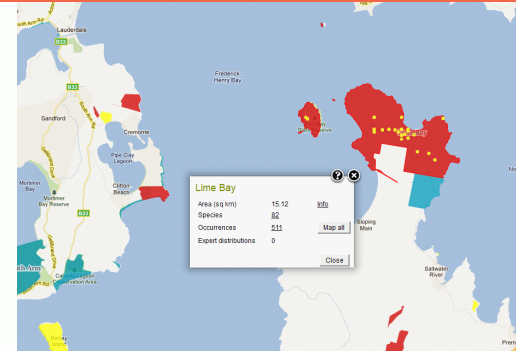 Lauderdale
B33
Frederick
Henry Bay
South Arm Rd
Sandford
Cremorne
Pipe Clay
Lagoon
Clifton
Beach
Mortimer
Bay
Mortimer
Bay Reserve
B33
Lime Bay
Area (sq km) 15.12 Info
Species 82
Occurrences 511 Map all
Expert distributions 0
Close
Sloping
Main
Saltwater
River